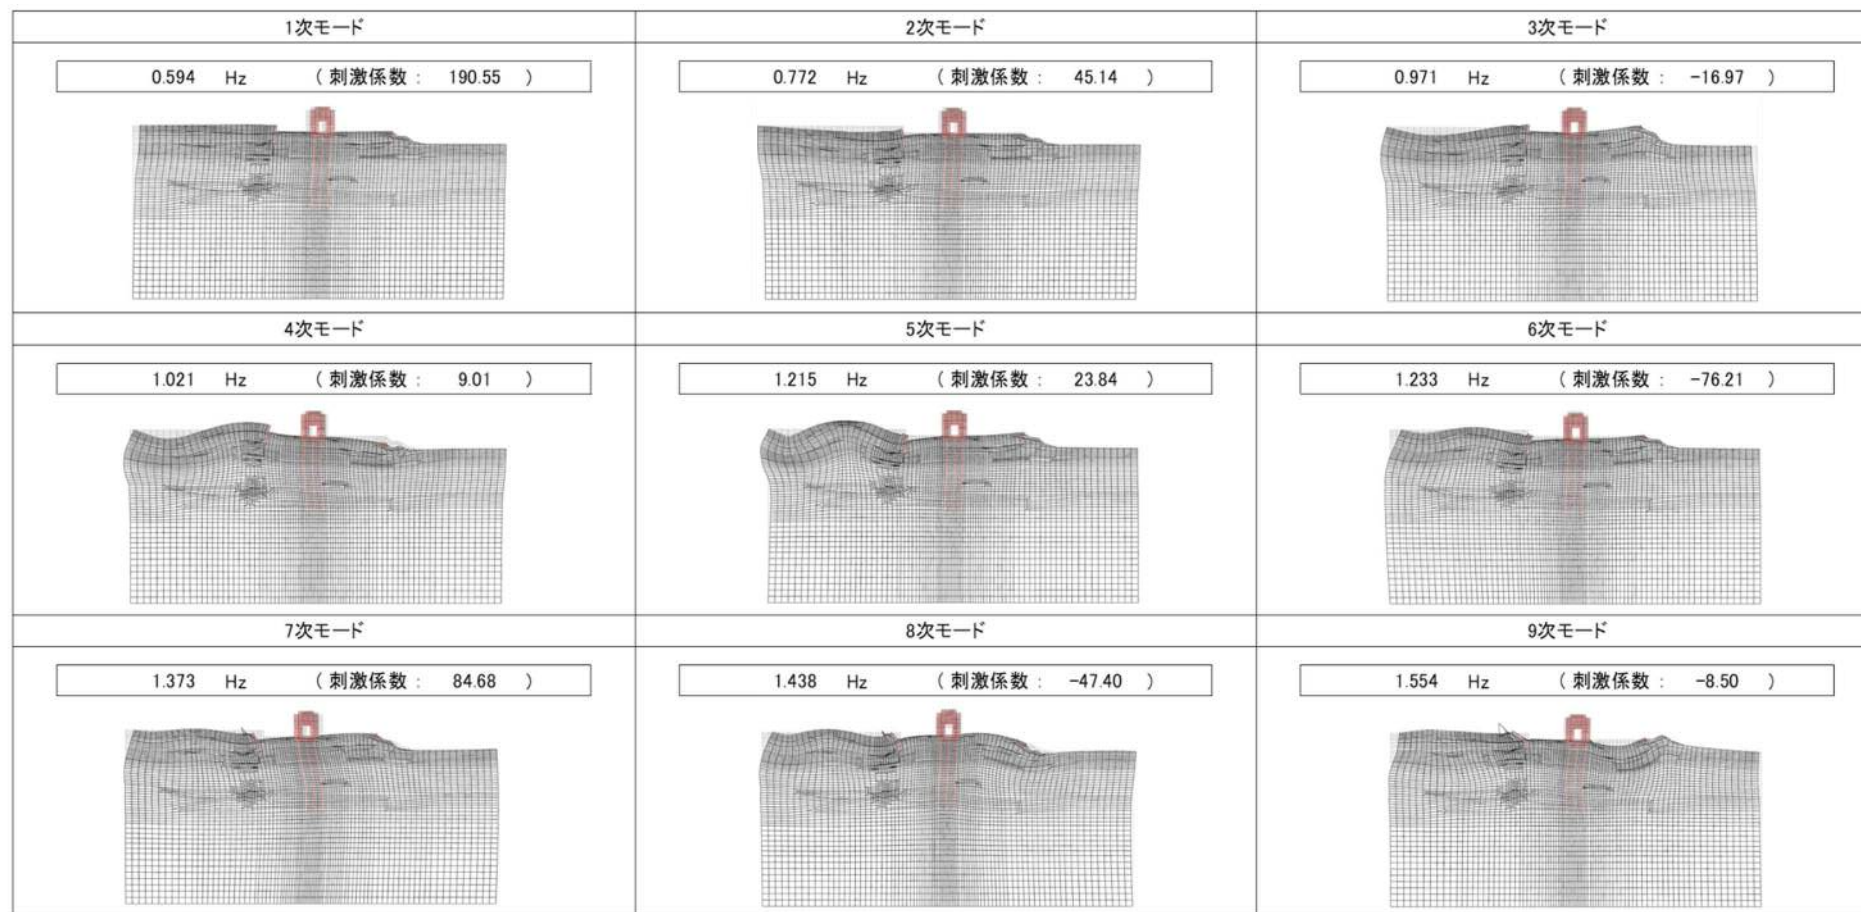 1次モード 2次モード 3次モード
0.594 Hz （刺激係数： 190.55 ） 0.772 Hz （刺激係数： 45.14 ） 0.971 Hz （刺激係数： -16.97 ）
4次モード 5次モード 6次モード
1.021 Hz （刺激係数： 9.01 ） 1.215 Hz （刺激係数： 23.84 ） 1.233 Hz （刺激係数： -76.21 ）
7次モード 8次モード 9次モード
1.373 Hz （刺激係数： 84.68 ） 1.438 Hz （刺激係数： -47.40 ） 1.554 Hz （刺激係数： -8.50 ）